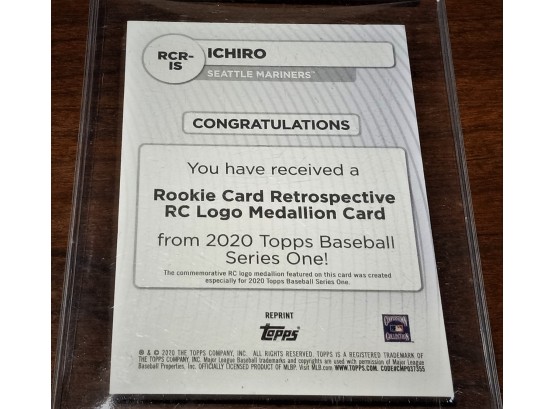 RCR-
IS
ICHIRO
SEATTLE MARINERS™
CONGRATULATIONS
You have received a
Rookie Card Retrospective
RC Logo Medallion Card
from 2020 Topps Baseball
Series One!
The commemorative RC logo medallion featured on this card was created
especially for 2020 Topps Baseball Series One.
REPRINT
Topps
® & © 2010 THE TOPPS COMPANY, INC. ALL RIGHTS RESERVED. TOPPS IS A REGISTERED TRADEMARK OF
THE TOPPS COMPANY, INC. Major League Baseball trademarks and copyrights are used with permission of Major League
Baseball Properties, Inc. OFFICIALLY LICENSED PRODUCT OF MLBP. Visit MLB.com WWW.TOPPS.COM. CODE#CMP037355